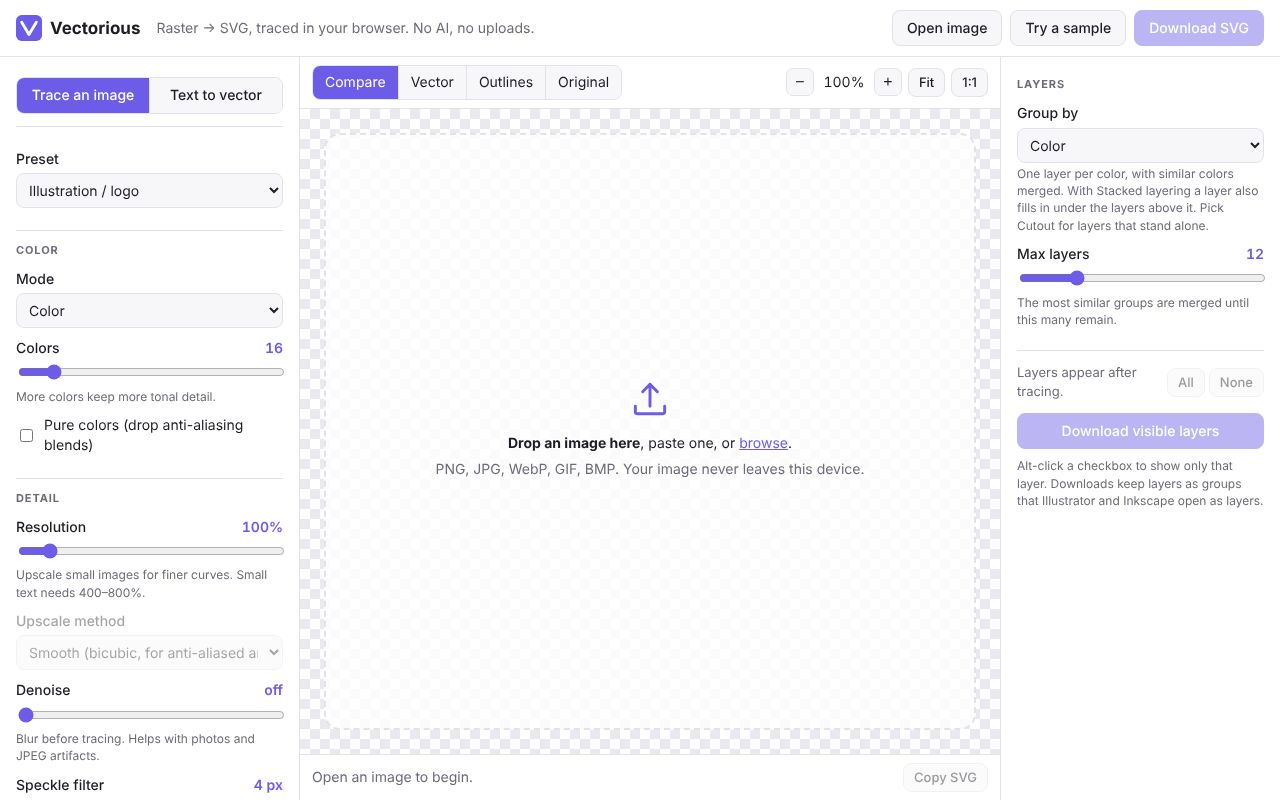 Vectorious
Raster → SVG, traced in your browser. No AI, no uploads.
Open image
Try a sample
Download SVG
Trace an image
Text to vector
Preset
Illustration / logo
COLOR
Mode
Color
Colors
16
More colors keep more tonal detail.
Pure colors (drop anti-aliasing
blends)
DETAIL
Resolution
100%
Upscale small images for finer curves. Small
text needs 400–800%.
Upscale method
Smooth (bicubic, for anti-aliased a
Denoise
off
Blur before tracing. Helps with photos and
JPEG artifacts.
Speckle filter
4 px
Compare
Vector
Outlines
Original
−
100%
+
Fit
1:1
Drop an image here, paste one, or browse.
PNG, JPG, WebP, GIF, BMP. Your image never leaves this device.
Open an image to begin.
Copy SVG
LAYERS
Group by
Color
One layer per color, with similar colors
merged. With Stacked layering a layer also
fills in under the layers above it. Pick
Cutout for layers that stand alone.
Max layers
12
The most similar groups are merged until
this many remain.
Layers appear after
tracing.
All
None
Download visible layers
Alt-click a checkbox to show only that
layer. Downloads keep layers as groups
that Illustrator and Inkscape open as layers.